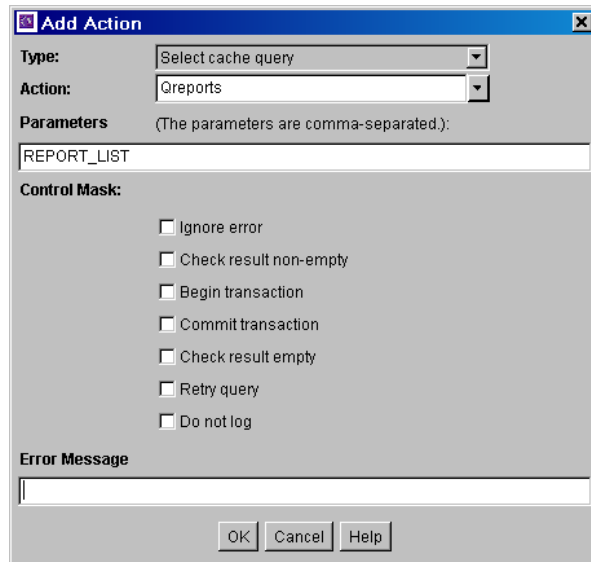 Add Action
Type: Select cache query
Action: Qreports
Parameters (The parameters are comma-separated.):
REPORT_LIST
Control Mask:
Ignore error
Check result non-empty
Begin transaction
Commit transaction
Check result empty
Retry query
Do not log
Error Message
OK Cancel Help